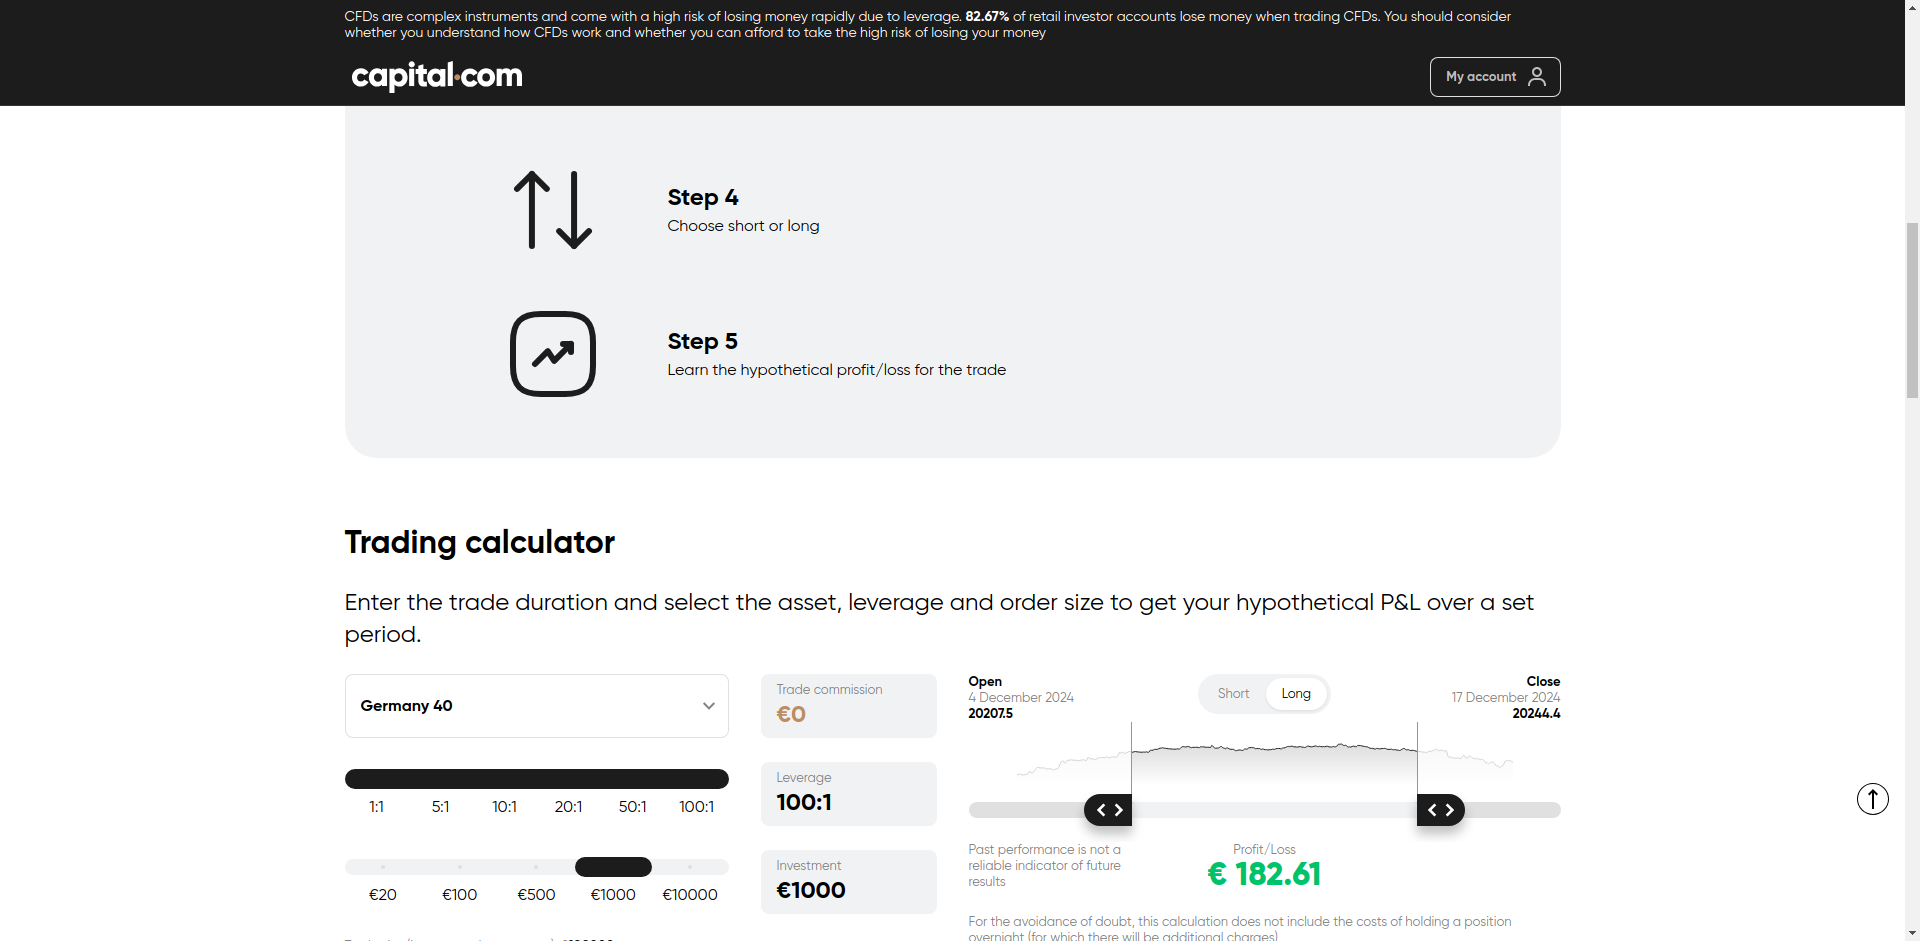 CFDs are complex instruments and come with a high risk of losing money rapidly due to leverage. 82.67% of retail investor accounts lose money when trading CFDs. You should consider
whether you understand how CFDs work and whether you can afford to take the high risk of losing your money
capital.com
My account
Step 4
Choose short or long
Step 5
Learn the hypothetical profit/loss for the trade
Trading calculator
Enter the trade duration and select the asset, leverage and order size to get your hypothetical P&L over a set
period.
Germany 40
1:1 5:1 10:1 20:1 50:1 100:1
€20 €100 €500 €1000 €10000
Trade commission
€0
Leverage
100:1
Investment
€1000
Open
4 December 2024
20207.5
Short Long
Close
17 December 2024
20244.4
Past performance is not a
reliable indicator of future
results
Profit/Loss
€ 182.61
For the avoidance of doubt, this calculation does not include the costs of holding a position
overnight (for which there will be additional charges)